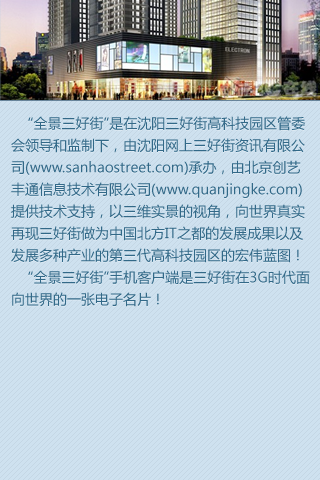 ELECTRON
“全景三好街”是在沈阳三好街高科技园区管委
会领导和监制下，由沈阳网上三好街资讯有限公
司(www.sanhaostreet.com)承办，由北京创艺
丰通信息技术有限公司(www.quanjingke.com)
提供技术支持，以三维实景的视角，向世界真实
再现三好街做为中国北方IT之都的发展成果以及
发展多种产业的第三代高科技园区的宏伟蓝图！
“全景三好街”手机客户端是三好街在3G时代面
向世界的一张电子名片！